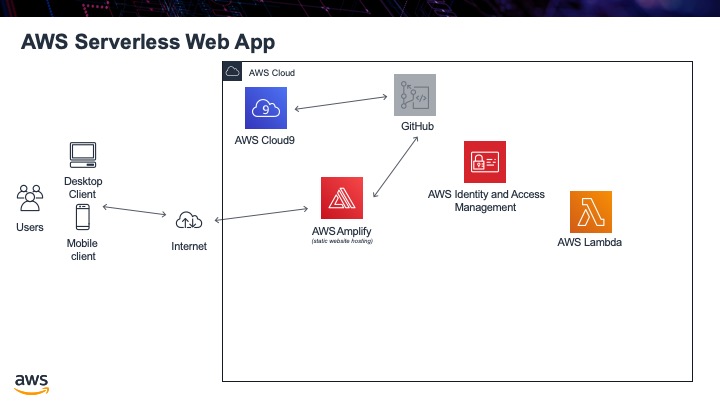 AWS Serverless Web App
AWS Cloud
9
AWS Cloud9
GitHub
Desktop
Client
AWS Identity and Access
Management
Users
Mobile
client
Internet
AWS Amplify
(static website hosting)
AWS Lambda
aws